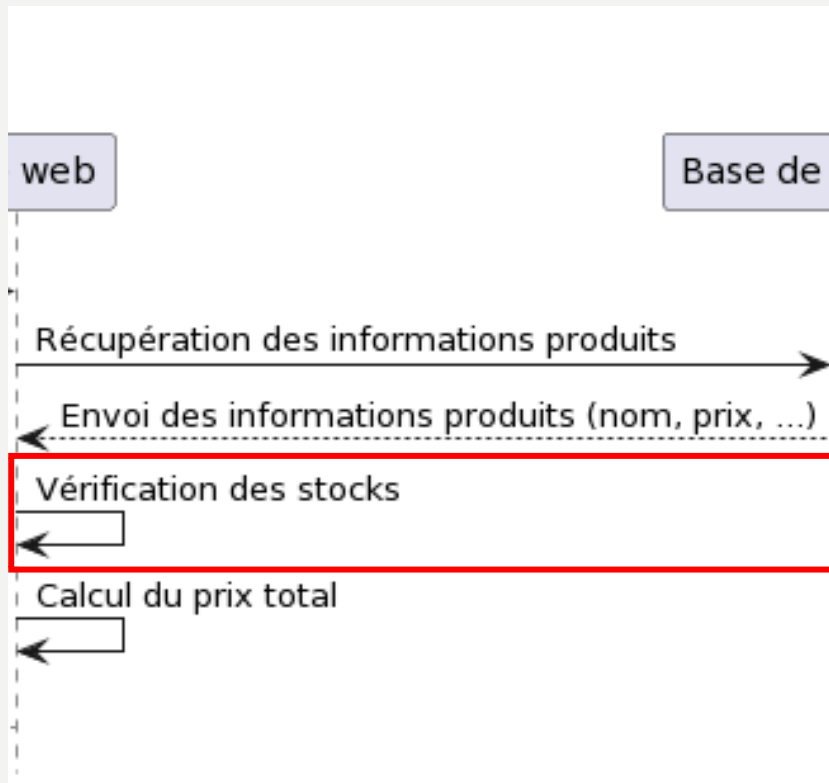 web
Base de
Récupération des informations produits
Envoi des informations produits (nom, prix, ...)
Vérification des stocks
Calcul du prix total